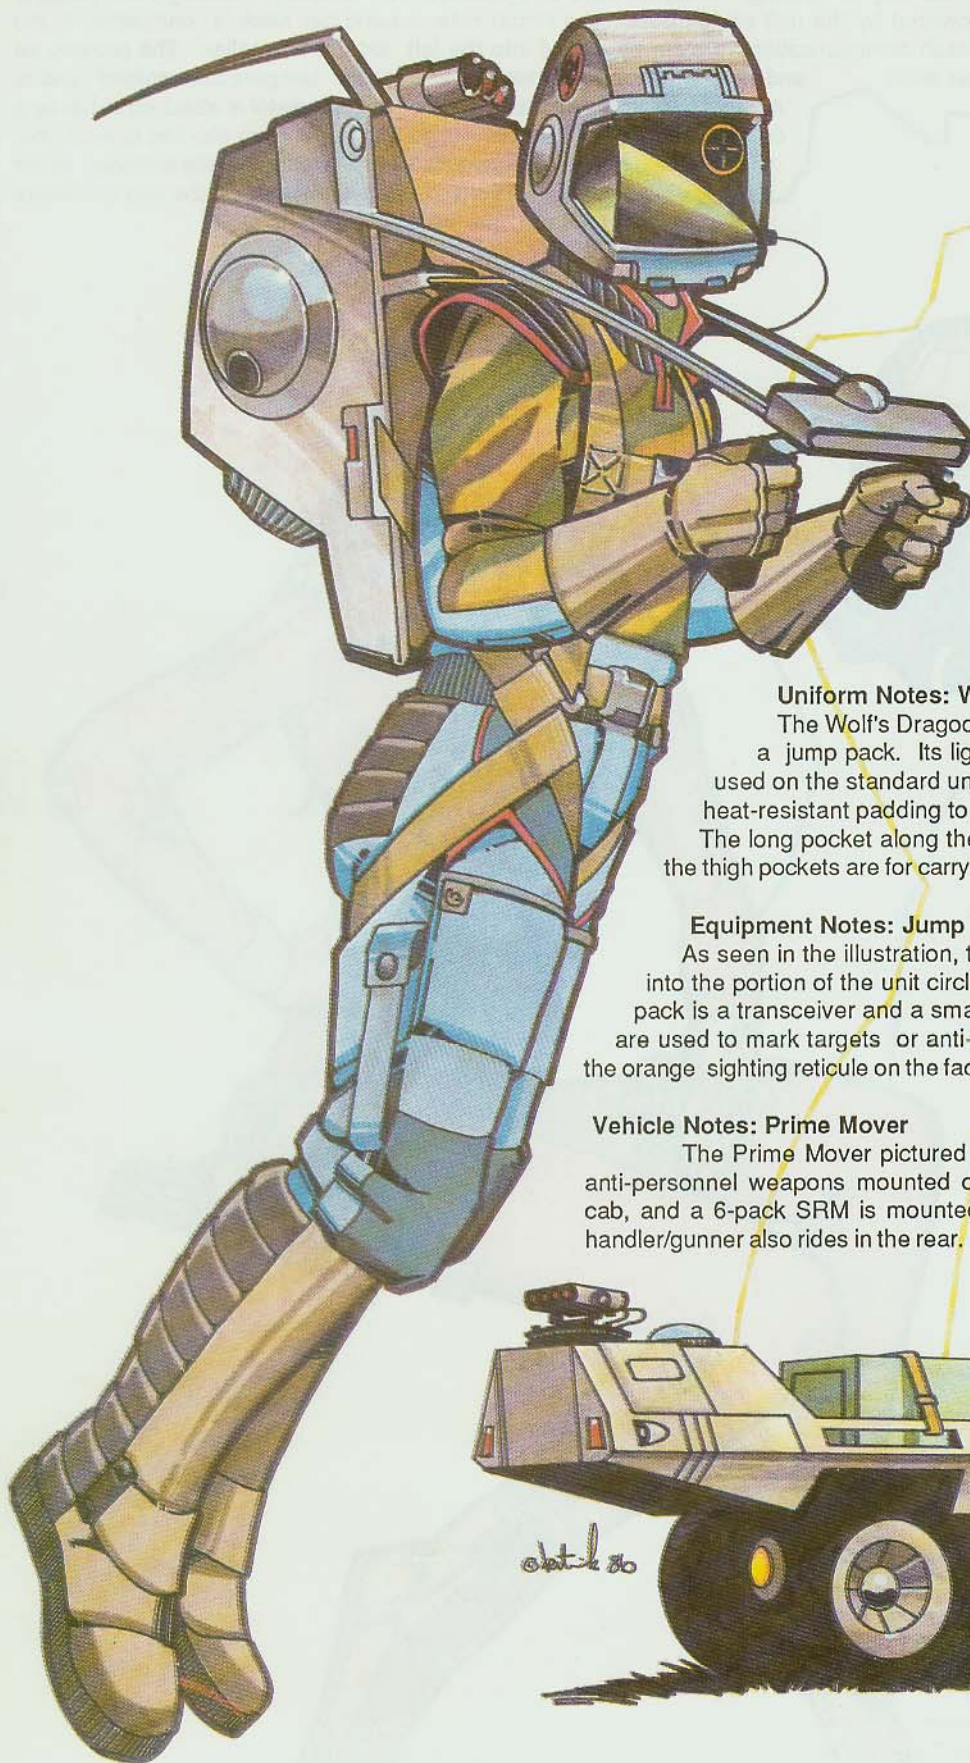 Uniform Notes: W
The Wolf's Dragoo
a jump pack. Its lig
used on the standard un
heat-resistant padding to
The long pocket along the
the thigh pockets are for carry
Equipment Notes: Jump
As seen in the illustration, t
into the portion of the unit circl
pack is a transceiver and a sma
are used to mark targets or anti-
the orange sighting reticule on the fac
Vehicle Notes: Prime Mover
The Prime Mover pictured
anti-personnel weapons mounted o
cab, and a 6-pack SRM is mounted
handler/gunner also rides in the rear.
86